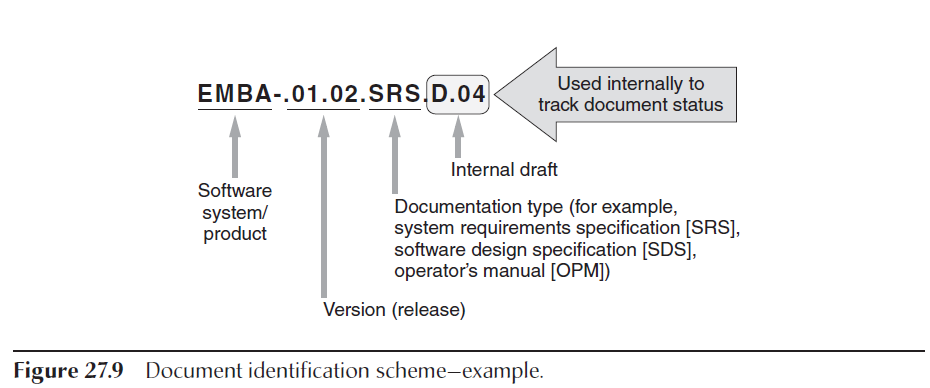 EMBA-.01.02.SRS.D.04
Used internally to
track document status
Internal draft
Software
system/
product
Documentation type (for example,
system requirements specification [SRS],
software design specification [SDS],
operator’s manual [OPM])
Version (release)
Figure 27.9 Document identification scheme–example.